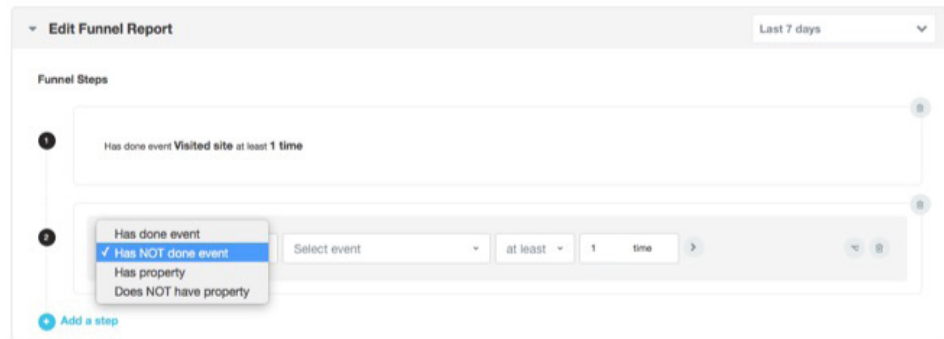 Edit Funnel Report
Last 7 days
Funnel Steps
1
Has done event Visited site at least 1 time
2
Has done event
✓ Has NOT done event
Has property
Does NOT have property
Select event
at least
1 time
Add a step